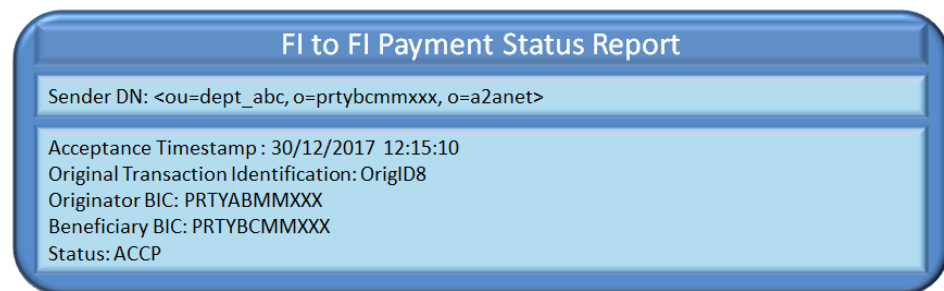 FI to FI Payment Status Report
Sender DN: <ou=dept_abc, o=prtybcmmxxx, o=a2anet>
Acceptance Timestamp : 30/12/2017 12:15:10
Original Transaction Identification: OrigID8
Originator BIC: PRTYABMMXXX
Beneficiary BIC: PRTYBCMMXXX
Status: ACCP